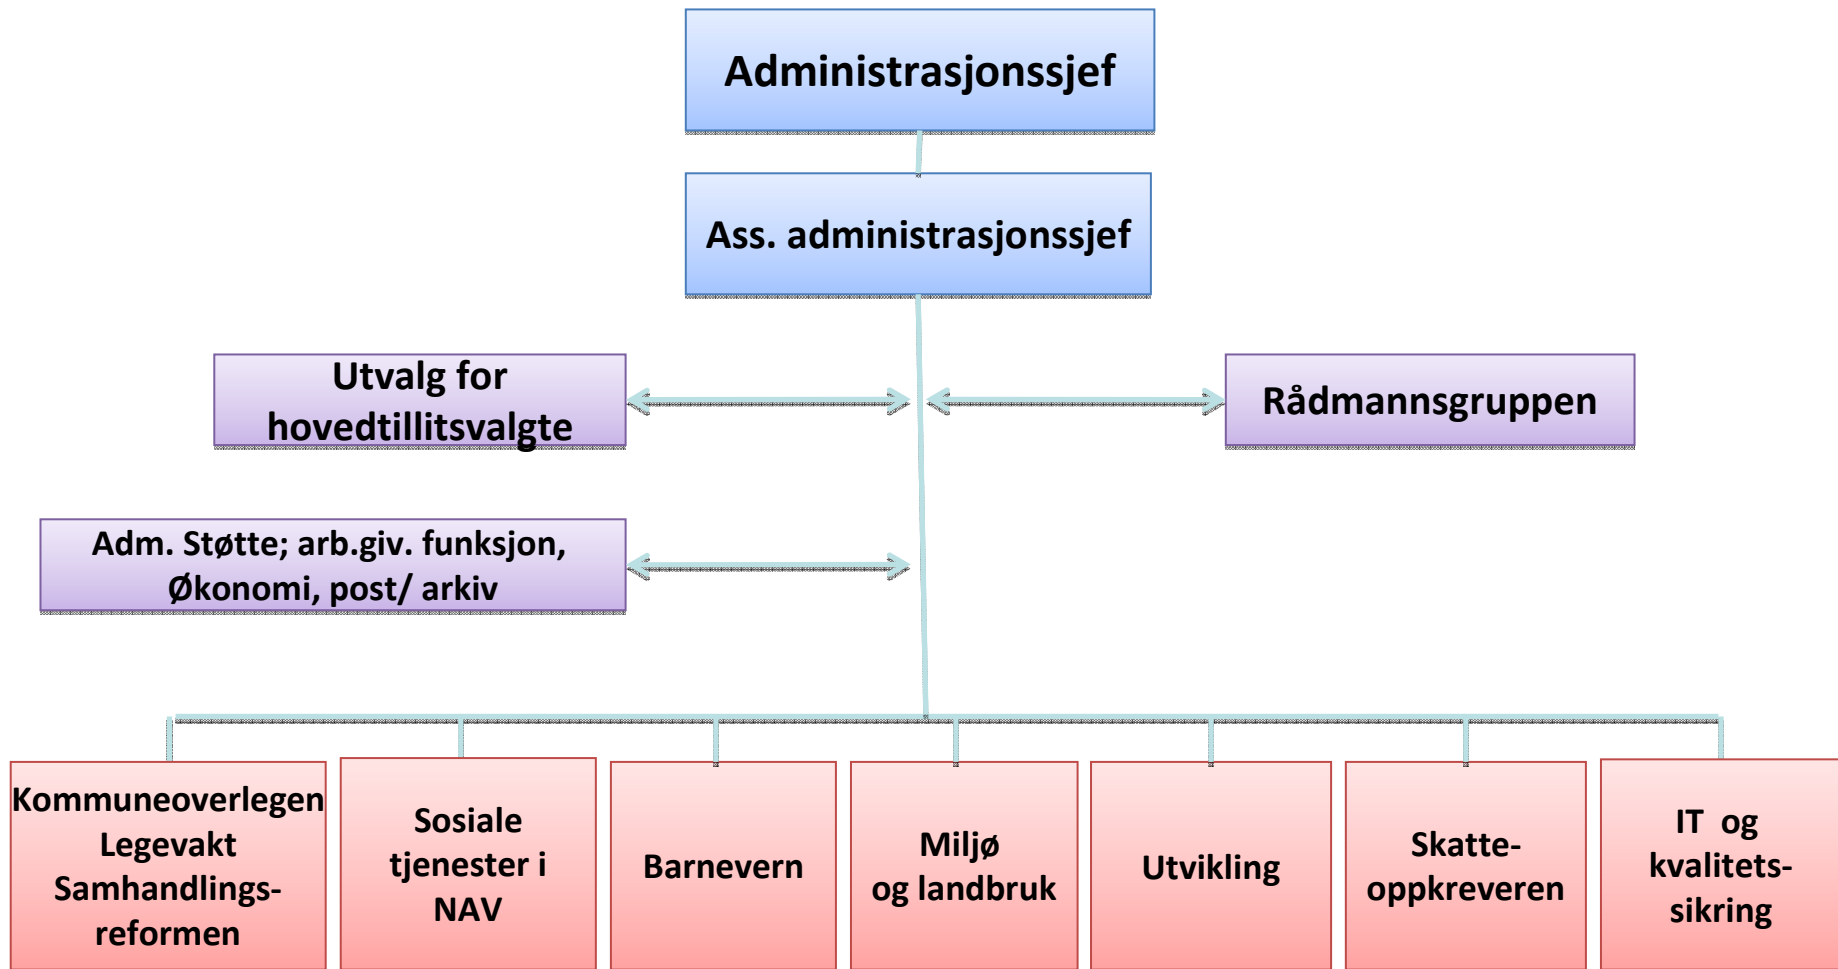 Administrasjonssjef
Ass. administrasjonssjef
Utvalg for
hovedtillitsvalgte
Rådmannsgruppen
Adm. Støtte; arb.giv. funksjon,
Økonomi, post/ arkiv
Kommuneoverlegen
Legevakt
Samhandlings-
reformen
Sosiale
tjenester i
NAV
Barnevern
Miljø
og landbruk
Utvikling
Skatte-
oppkreveren
IT og
kvalitets-
sikring